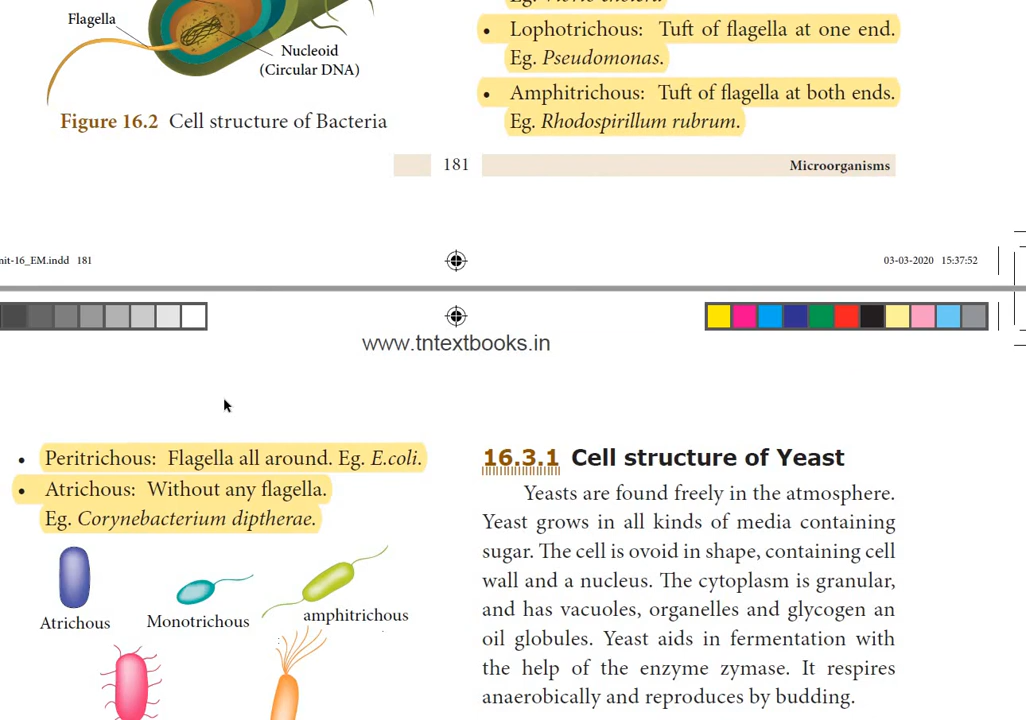 Flagella
Nucleoid
(Circular DNA)
Figure 16.2 Cell structure of Bacteria
• Lophotrichous: Tuft of flagella at one end.
Eg. Pseudomonas.
• Amphitrichous: Tuft of flagella at both ends.
Eg. Rhodospirillum rubrum.
181
Microorganisms
nit-16_EM.indd 181
03-03-2020 15:37:52
www.tntextbooks.in
• Peritrichous: Flagella all around. Eg. E.coli.
• Atrichous: Without any flagella.
Eg. Corynebacterium diptherae.
Atrichous
Monotrichous
amphitrichous
16.3.1 Cell structure of Yeast
Yeasts are found freely in the atmosphere.
Yeast grows in all kinds of media containing
sugar. The cell is ovoid in shape, containing cell
wall and a nucleus. The cytoplasm is granular,
and has vacuoles, organelles and glycogen an
oil globules. Yeast aids in fermentation with
the help of the enzyme zymase. It respires
anaerobically and reproduces by budding.